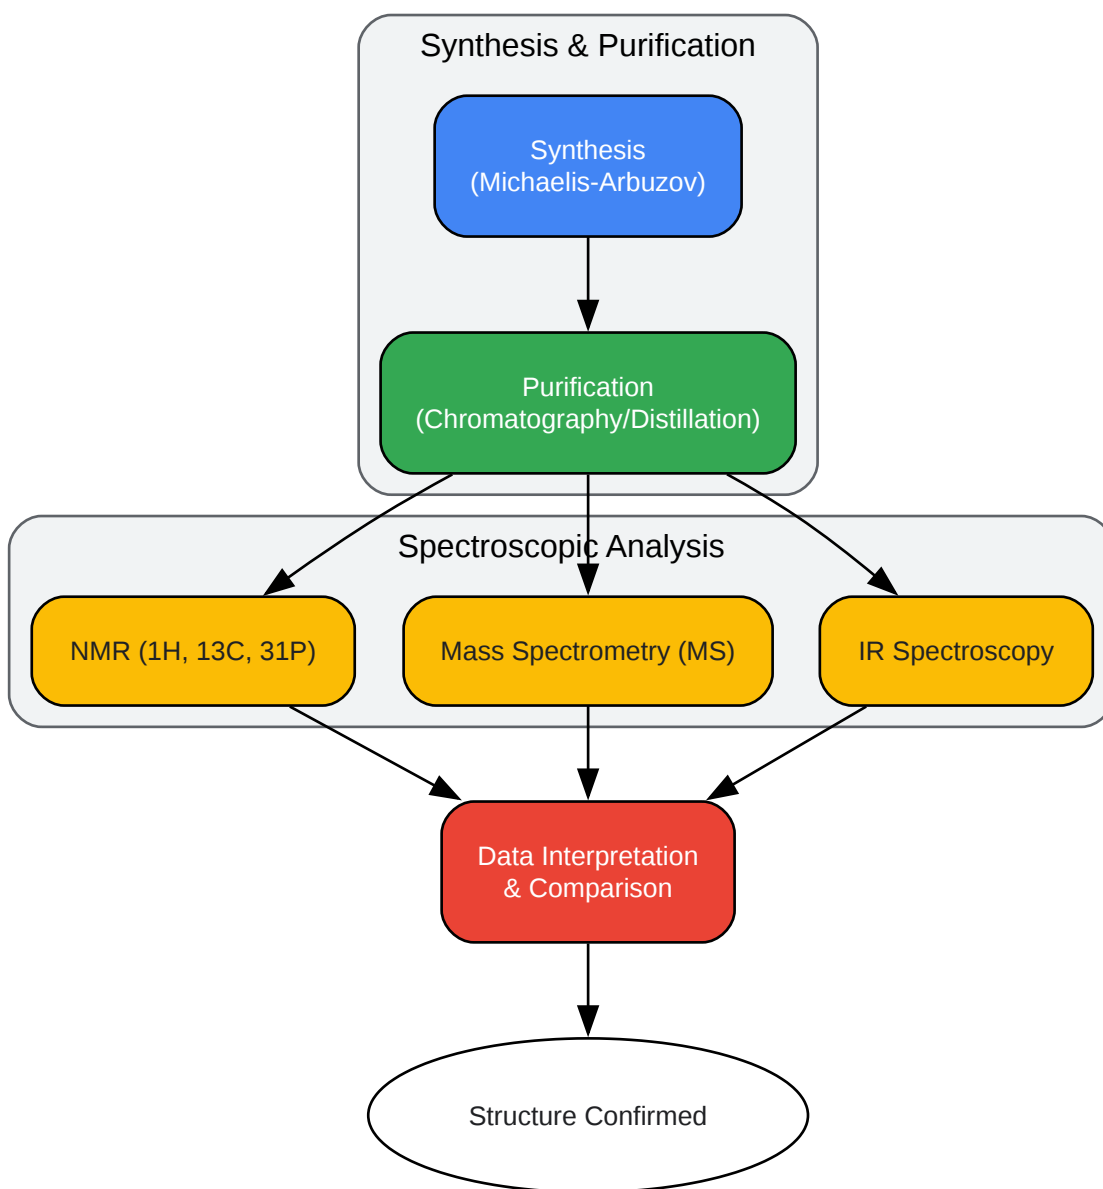 Synthesis & Purification
Synthesis
(Michaelis-Arbuzov)
Purification
(Chromatography/Distillation)
Spectroscopic Analysis
NMR (1H, 13C, 31P)
Mass Spectrometry (MS)
IR Spectroscopy
Data Interpretation
& Comparison
Structure Confirmed